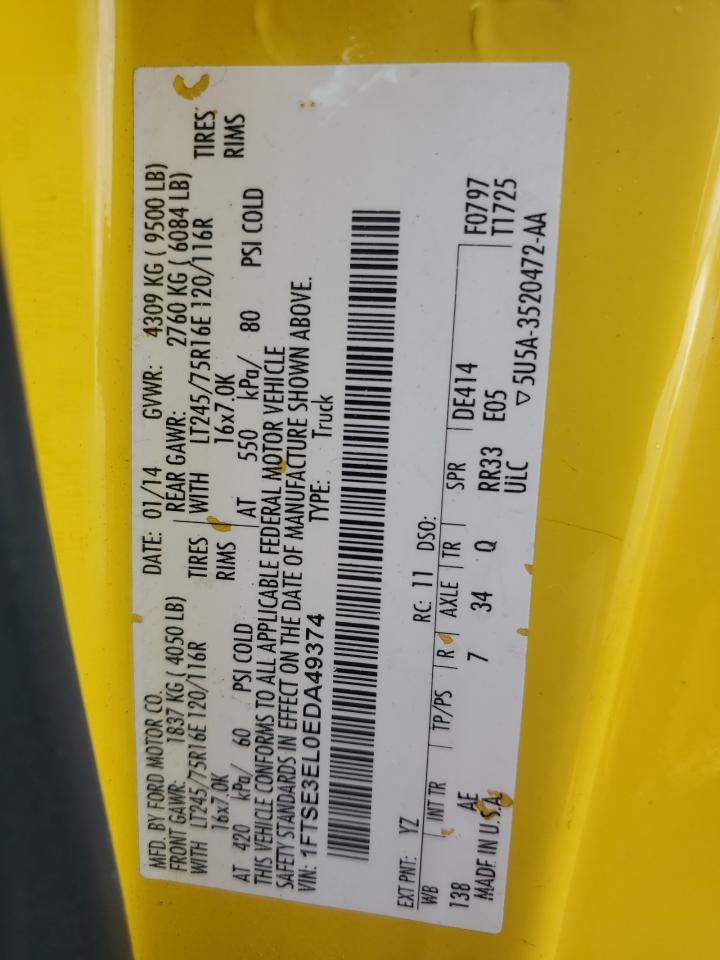 MFD. BY FORD MOTOR CO. DATE: 01/14 GVWR: 4309 KG ( 9500 LB)
FRONT GAWR: 1837 KG ( 4050 LB) REAR GAWR: 2760 KG ( 6084 LB)
WITH LT245/75R16E 120/116R TIRES WITH LT245/75R16E 120/116R TIRES
16x7.0K RIMS 16x7.0K RIMS
AT 420 kPa/ 60 PSI COLD AT 550 kPa/ 80 PSI COLD
THIS VEHICLE CONFORMS TO ALL APPLICABLE FEDERAL MOTOR VEHICLE
SAFETY STANDARDS IN EFFECT ON THE DATE OF MANUFACTURE SHOWN ABOVE.
VIN: 1FTSE3EL0EDA49374 TYPE: Truck
EXT PNT: YZ RC: 11 DSO: F0797
WB INT TR TP/PS R AXLE TR SPR T1725
138 AE 7 34 Q RR33 DE414 E05
MADE IN U.S.A. UILC ▽5U5A-3520472-AA